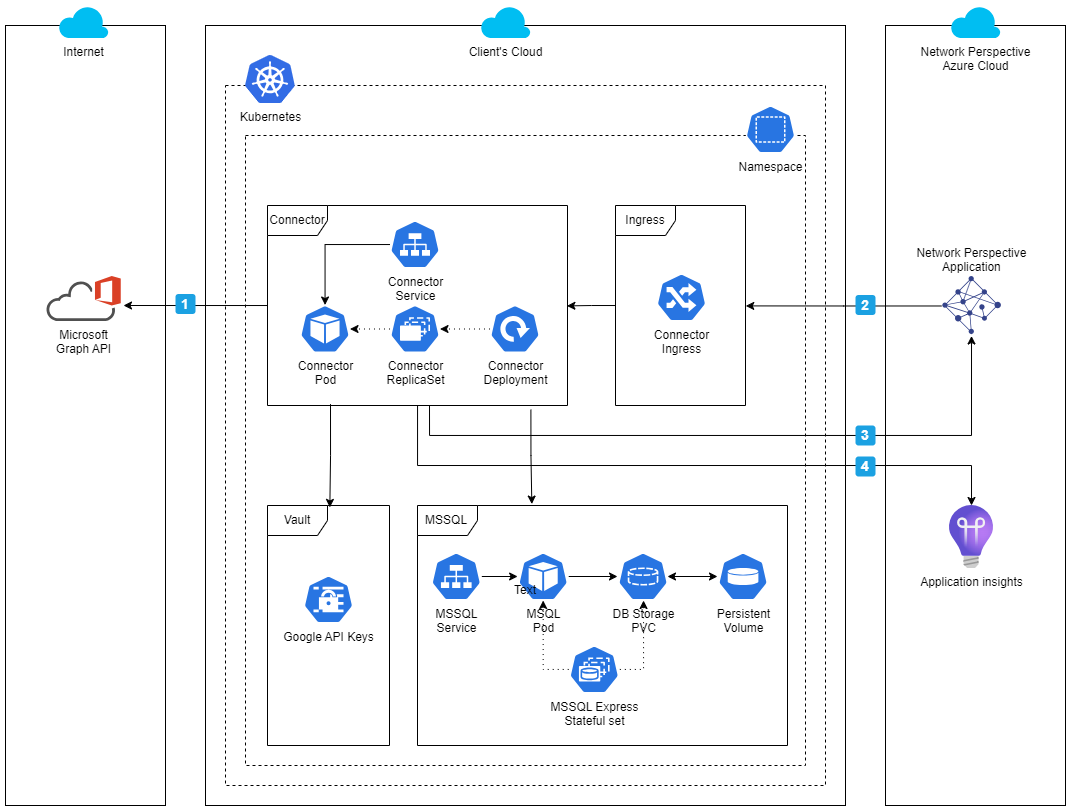 Internet
Client's Cloud
Network Perspective
Azure Cloud
Kubernetes
Namespace
Connector
Connector
Service
Connector
Pod
Connector
ReplicaSet
Connector
Deployment
Ingress
Connector
Ingress
Network Perspective
Application
Microsoft
Graph API
1
2
3
4
Vault
Google API Keys
MSSQL
MSSQL
Service
Text
MSQL
Pod
DB Storage
PVC
Persistent
Volume
MSSQL Express
Stateful set
Application insights